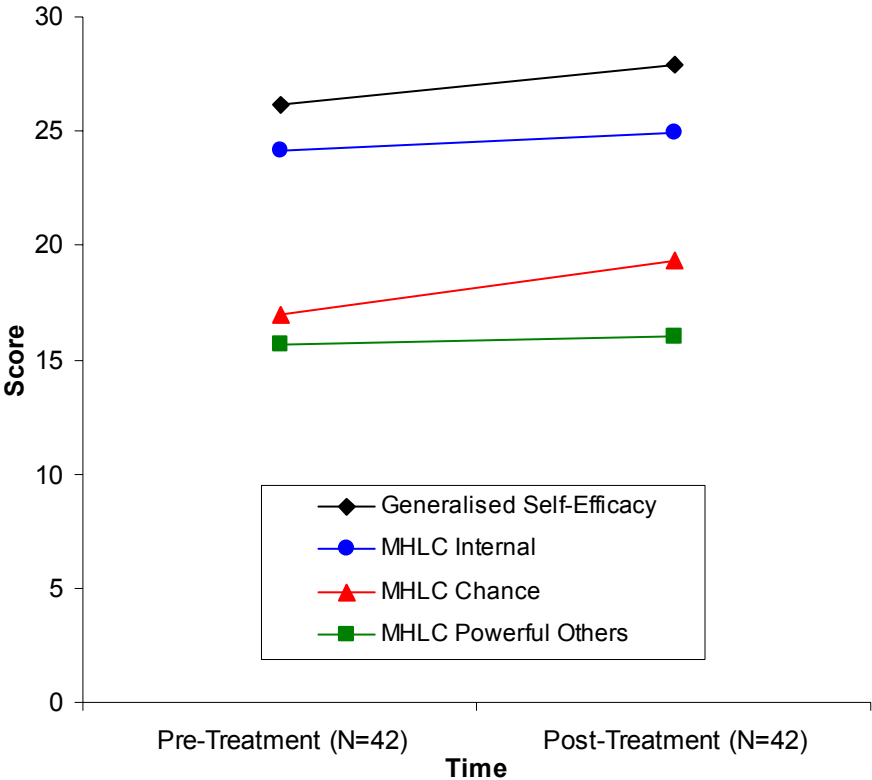 30
25
20
15
10
5
0
Score
Generalised Self-Efficacy
MHLC Internal
MHLC Chance
MHLC Powerful Others
Pre-Treatment (N=42)
Post-Treatment (N=42)
Time